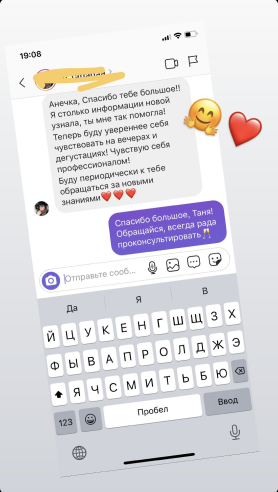 19:08
Анечка, Спасибо тебе большое!!
Я столько информации новой
узнала, ты мне так помогла!
Теперь буду увереннее себя
чувствовать на вечерах и
дегустациях! Чувствую себя
профессионалом!
Буду периодически к тебе
обращаться за новыми
знаниями❤️❤️❤️
Спасибо большое, Таня!
Обращайся, всегда рада
проконсультировать🥂
Отправьте сооб...
Да Я В
Й Ц У К Е Н Г Ш Щ З Х
Ф Ы В А П Р О Л Д Ж Э
Я Ч С М И Т Ь Б Ю
123 Пробел Ввод